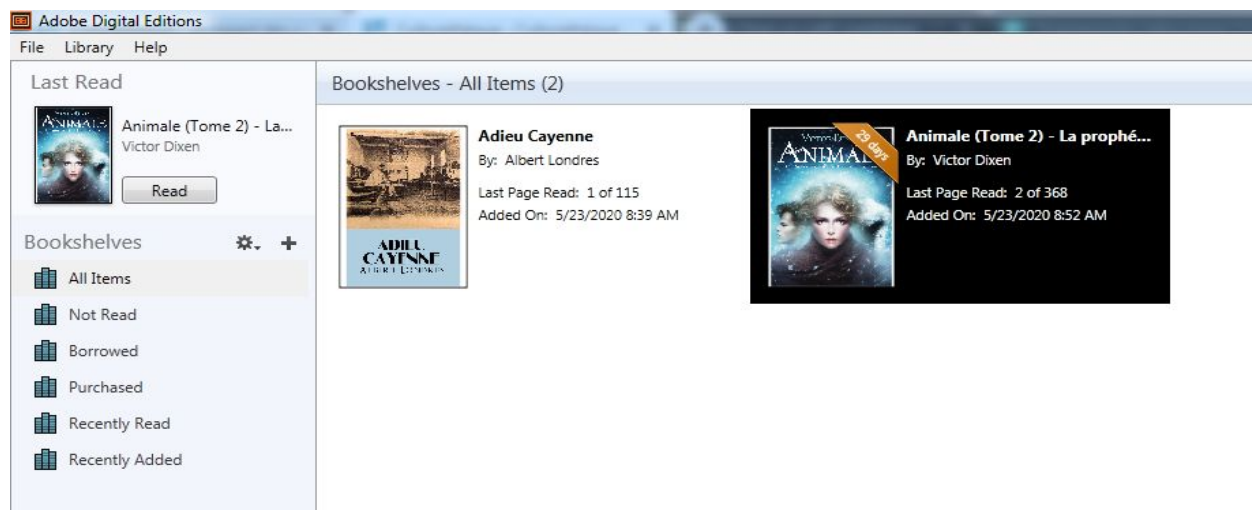 Adobe Digital Editions
File Library Help
Last Read
ANIMALE
Animale (Tome 2) - La...
Victor Dixen
Read
Bookshelves
All Items
Not Read
Borrowed
Purchased
Recently Read
Recently Added
Bookshelves - All Items (2)
ADIEU
CAYENNE
ALBERT LONDRES
Adieu Cayenne
By: Albert Londres
Last Page Read: 1 of 115
Added On: 5/23/2020 8:39 AM
ANIMALE
29 days
Animale (Tome 2) - La prophé...
By: Victor Dixen
Last Page Read: 2 of 368
Added On: 5/23/2020 8:52 AM